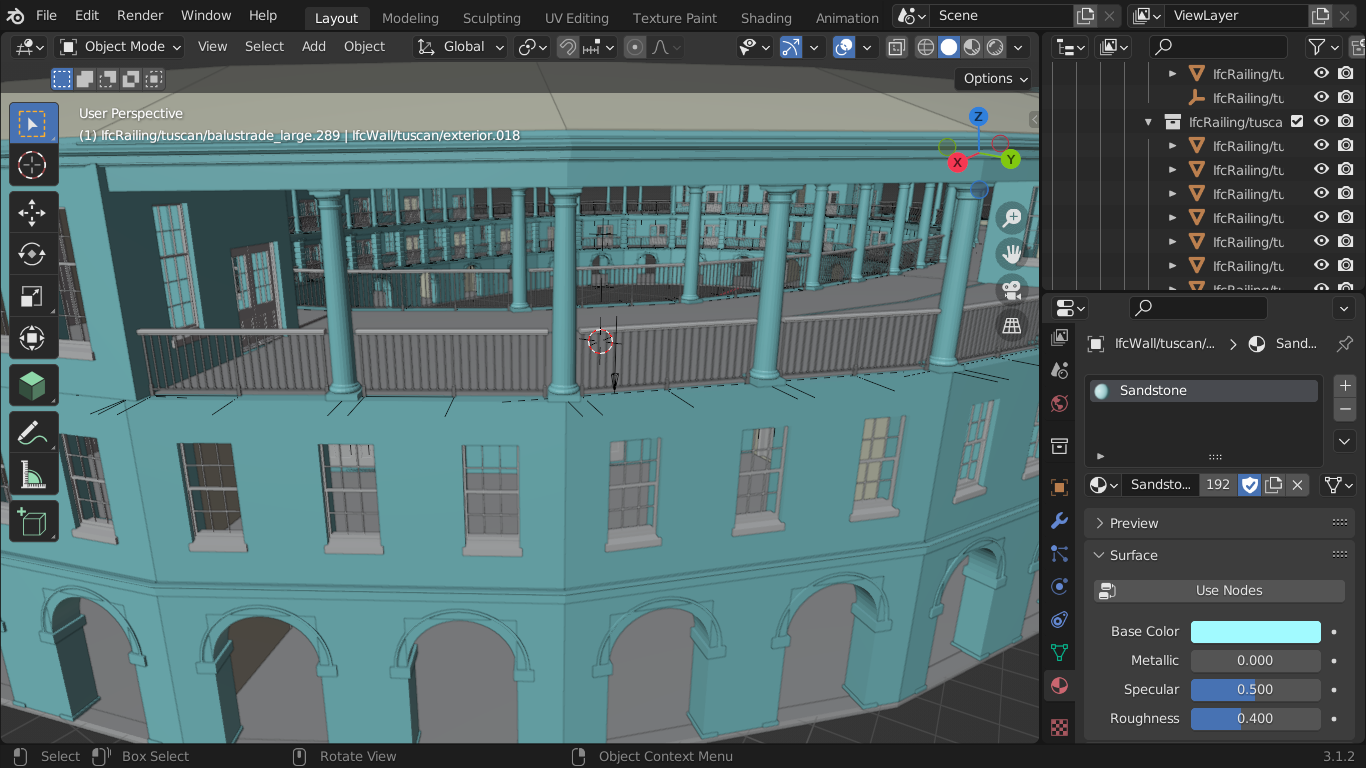 File Edit Render Window Help Layout Modeling Sculpting UV Editing Texture Paint Shading Animation Scene ViewLayer
Object Mode View Select Add Object Global
Options
User Perspective
(1) IfcRailing/tuscan/balustrade_large.289 | IfcWall/tuscan/exterior.018
Z
X
Y
IfcRailing/tu
IfcRailing/tu
IfcRailing/tusca
IfcRailing/tu
IfcRailing/tu
IfcRailing/tu
IfcRailing/tu
IfcRailing/tu
IfcRailing/tu
IfcRailing/tu
IfcWall/tuscan/... Sand...
Sandstone
Sandsto... 192
Preview
Surface
Use Nodes
Base Color
Metallic 0.000
Specular 0.500
Roughness 0.400
Select Box Select Rotate View Object Context Menu 3.1.2